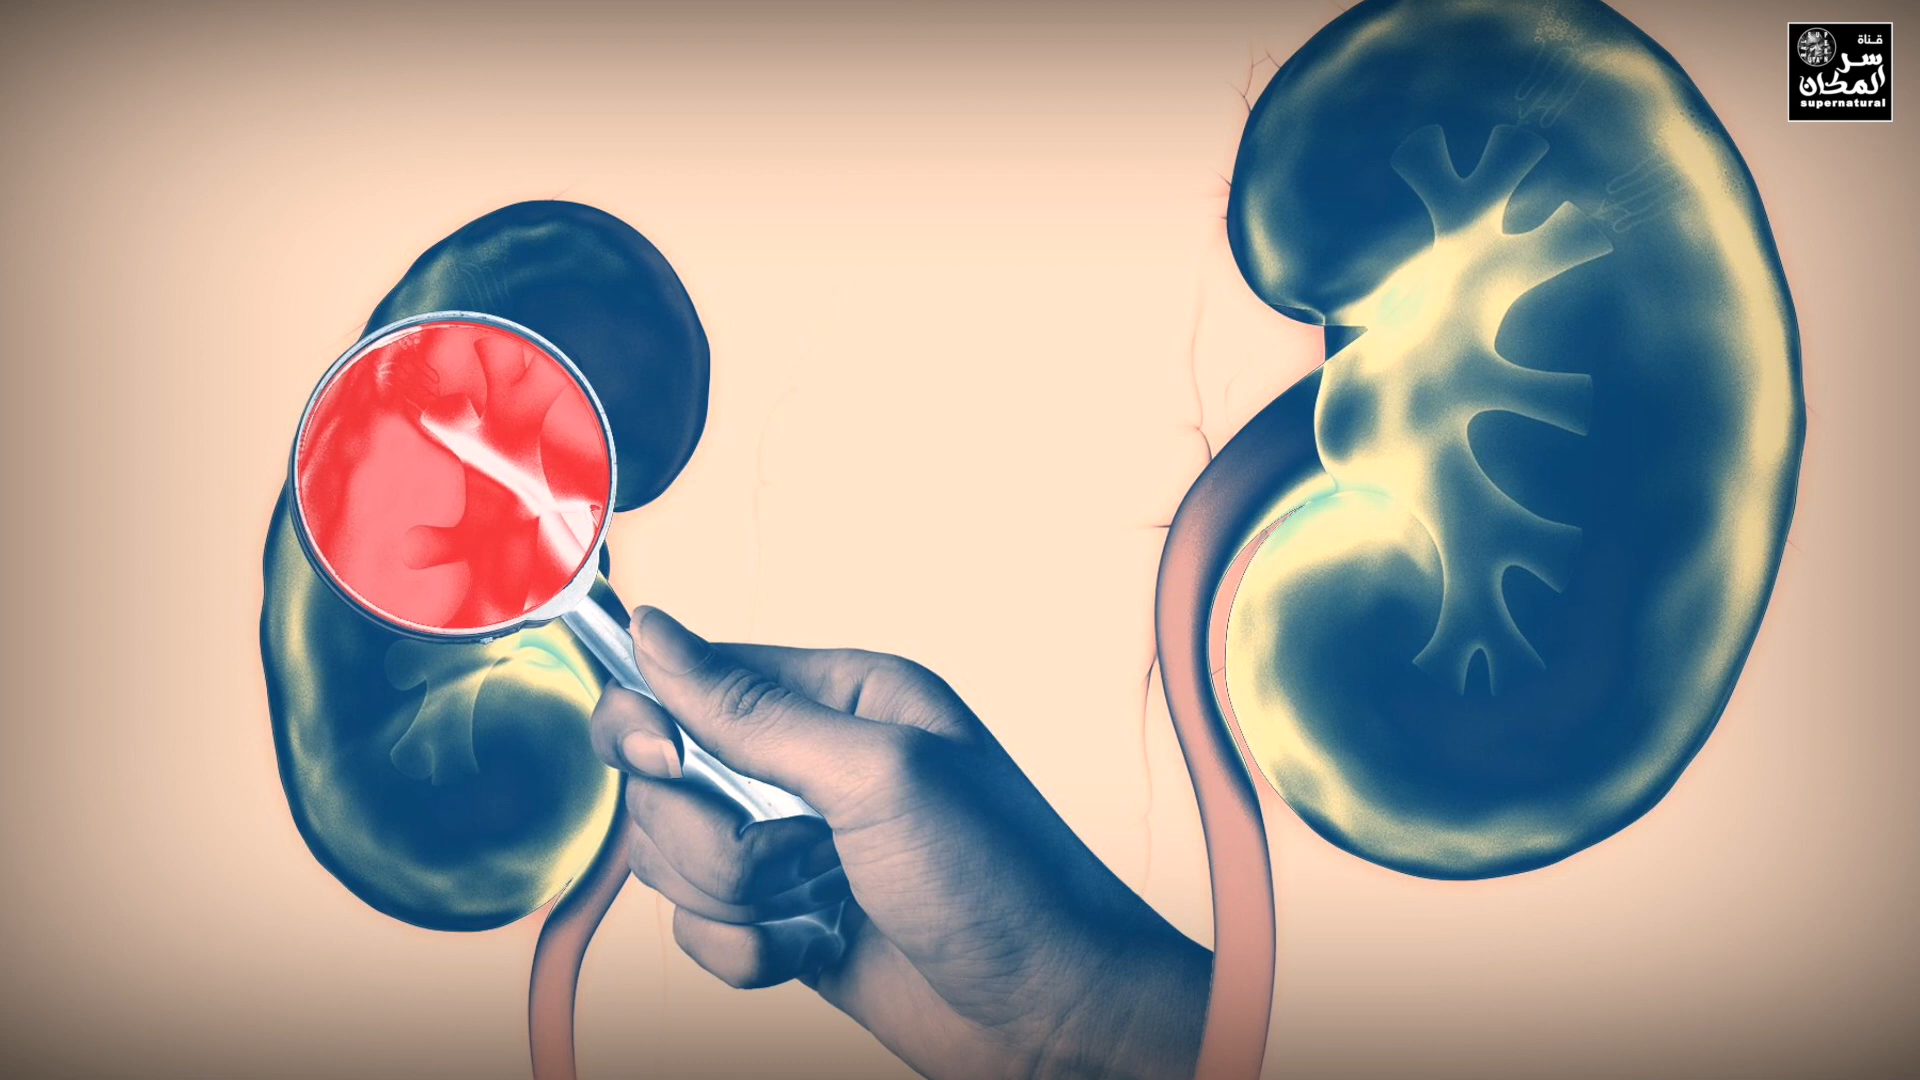 قناة
سر
المكان
supernatural